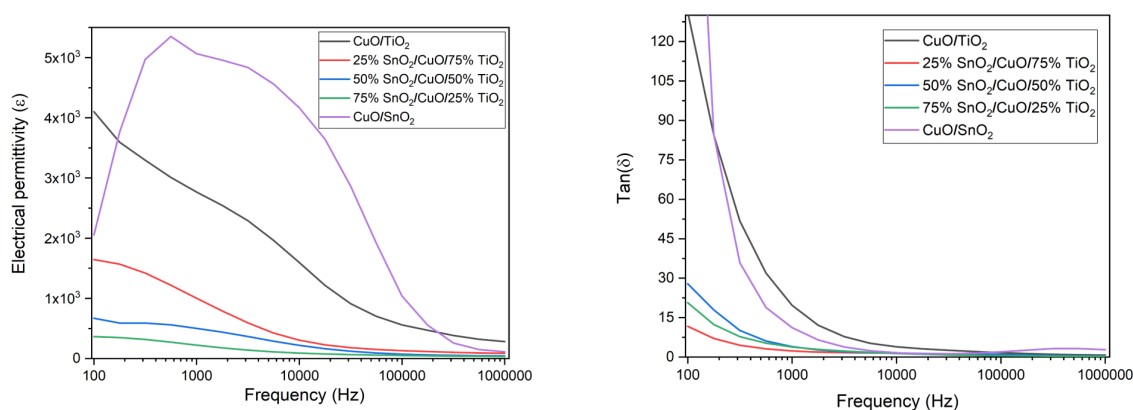 Electrical permittivity (ε)
5x10³
4x10³
3x10³
2x10³
1x10³
0
CuO/TiO₂
25% SnO₂/CuO/75% TiO₂
50% SnO₂/CuO/50% TiO₂
75% SnO₂/CuO/25% TiO₂
CuO/SnO₂
100 1000 10000 100000 1000000
Frequency (Hz)
Tan(δ)
120
105
90
75
60
45
30
15
0
CuO/TiO₂
25% SnO₂/CuO/75% TiO₂
50% SnO₂/CuO/50% TiO₂
75% SnO₂/CuO/25% TiO₂
CuO/SnO₂
100 1000 10000 100000 1000000
Frequency (Hz)